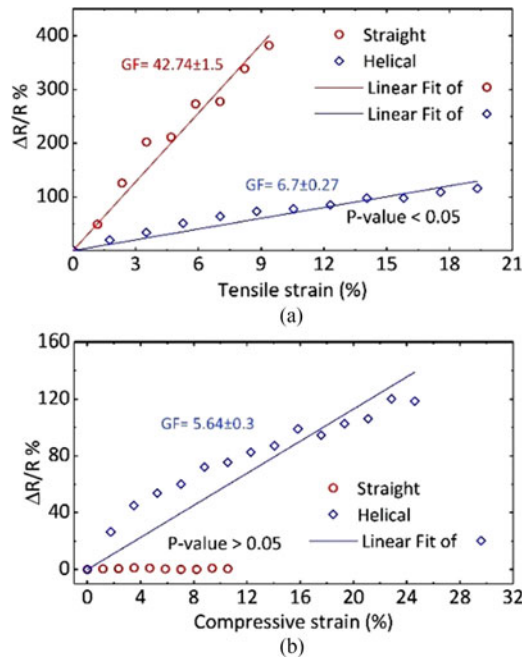 400
300
200
100
0
ΔR/R %
GF= 42.74±1.5
Straight
Helical
Linear Fit of
Linear Fit of
GF= 6.7±0.27
P-value < 0.05
0 3 6 9 12 15 18 21
Tensile strain (%)
(a)
160
120
80
40
0
ΔR/R %
GF= 5.64±0.3
Straight
Helical
P-value > 0.05
Linear Fit of
0 4 8 12 16 20 24 28 32
Compressive strain (%)
(b)